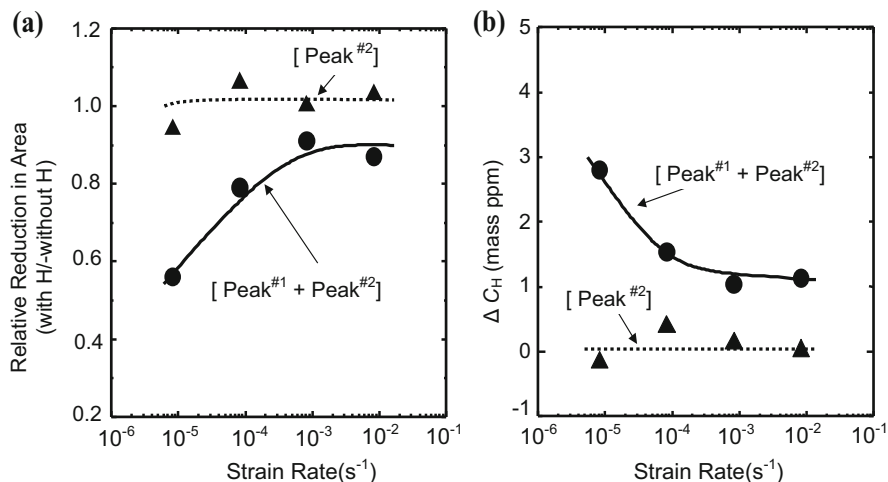 (a)
1.2
1.0
0.8
0.6
0.4
0.2
Relative Reduction in Area
(with H/-without H)
[ Peak#2]
[ Peak#1 + Peak#2]
10-6
10-5
10-4
10-3
10-2
10-1
Strain Rate(s-1)
(b)
5
4
3
2
1
0
-1
Δ CH (mass ppm)
[ Peak#1 + Peak#2]
[ Peak#2]
10-6
10-5
10-4
10-3
10-2
10-1
Strain Rate(s-1)